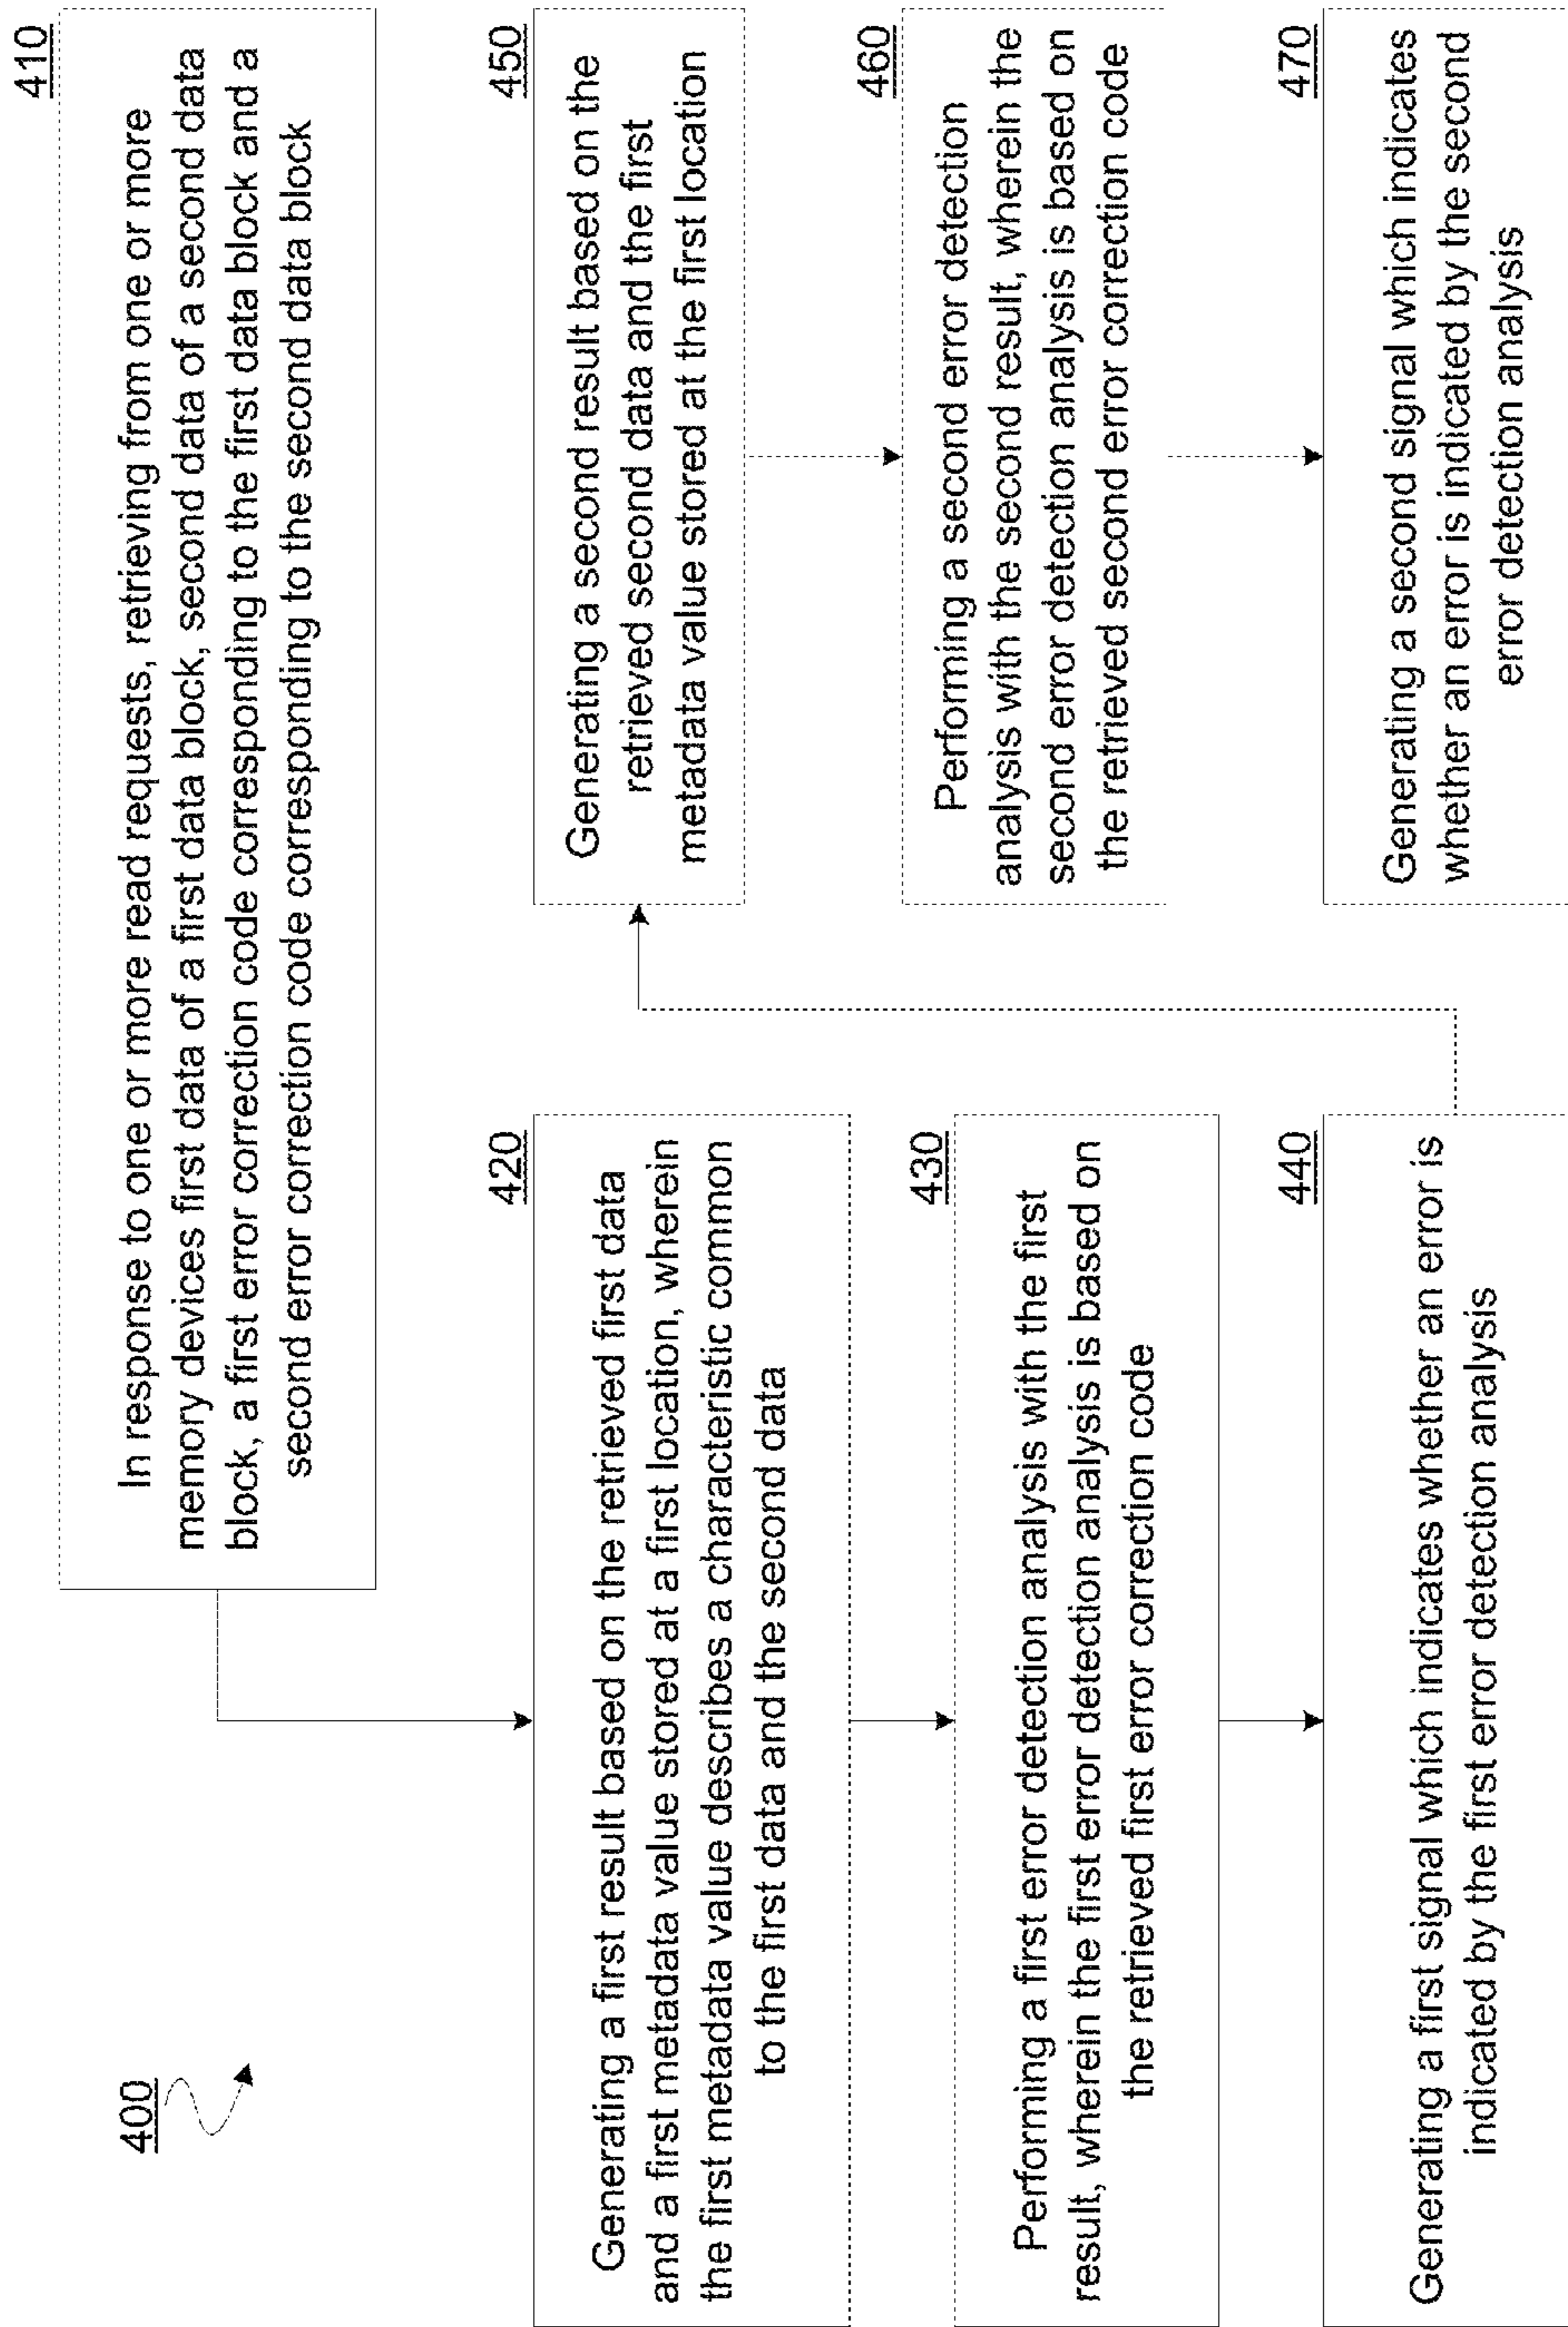 400
410
In response to one or more read requests, retrieving from one or more
memory devices first data of a first data block, second data of a second data
block, a first error correction code corresponding to the first data block and a
second error correction code corresponding to the second data block
420
Generating a first result based on the retrieved first data
and a first metadata value stored at a first location, wherein
the first metadata value describes a characteristic common
to the first data and the second data
430
Performing a first error detection analysis with the first
result, wherein the first error detection analysis is based on
the retrieved first error correction code
440
Generating a first signal which indicates whether an error is
indicated by the first error detection analysis
450
Generating a second result based on the
retrieved second data and the first
metadata value stored at the first location
460
Performing a second error detection
analysis with the second result, wherein the
second error detection analysis is based on
the retrieved second error correction code
470
Generating a second signal which indicates
whether an error is indicated by the second
error detection analysis